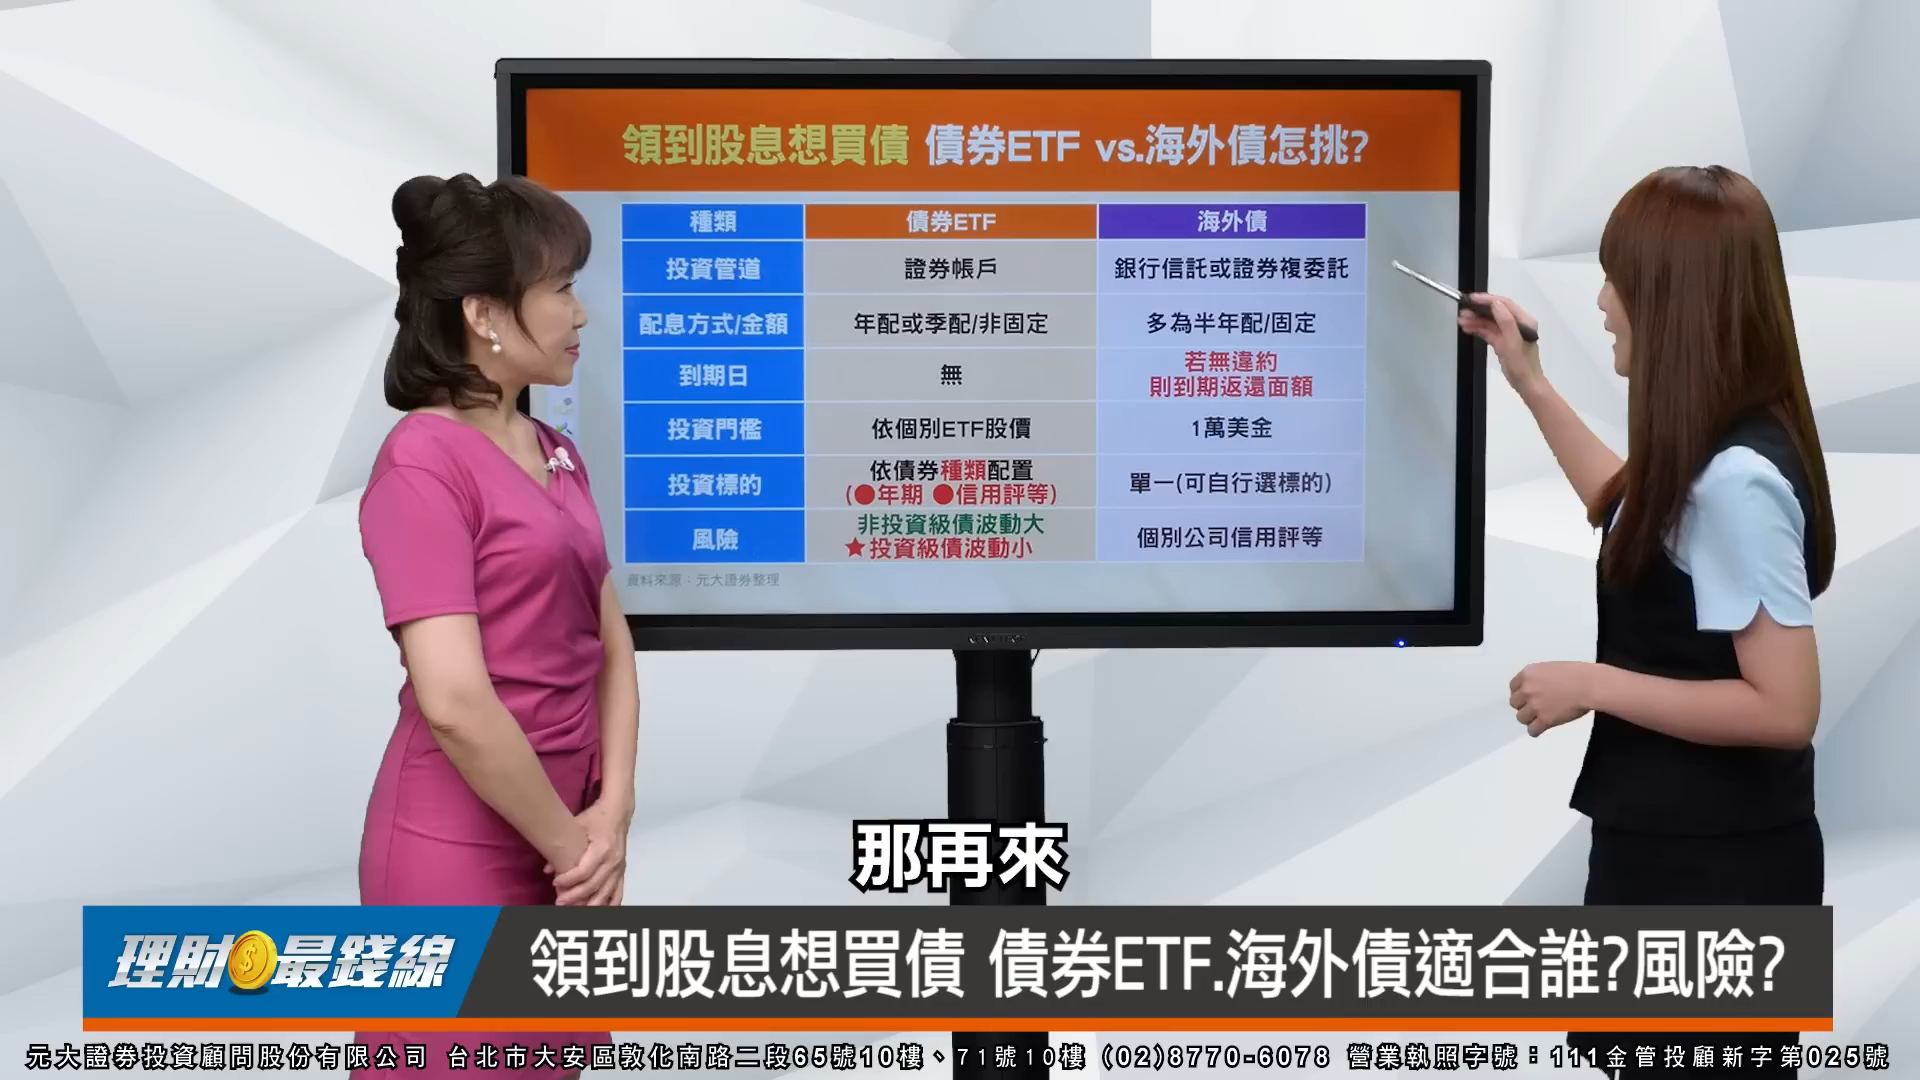 領到股息想買債 債券ETF vs.海外債怎挑?
種類 債券ETF 海外債
投資管道 證券帳戶 銀行信託或證券複委託
配息方式/金額 年配或季配/非固定 多為半年配/固定
到期日 無 若無違約
則到期返還面額
投資門檻 依個別ETF股價 1萬美金
投資標的 依債券種類配置
(●年期 ●信用評等) 單一(可自行選標的)
風險 非投資級債波動大
★投資級債波動小 個別公司信用評等
資料來源：元大證券整理
那再來
理財最錢線
領到股息想買債 債券ETF.海外債適合誰?風險?
元大證券投資顧問股份有限公司 台北市大安區敦化南路二段65號10樓、71號10樓 (02)8770-6078 營業執照字號：111金管投顧新字第025號